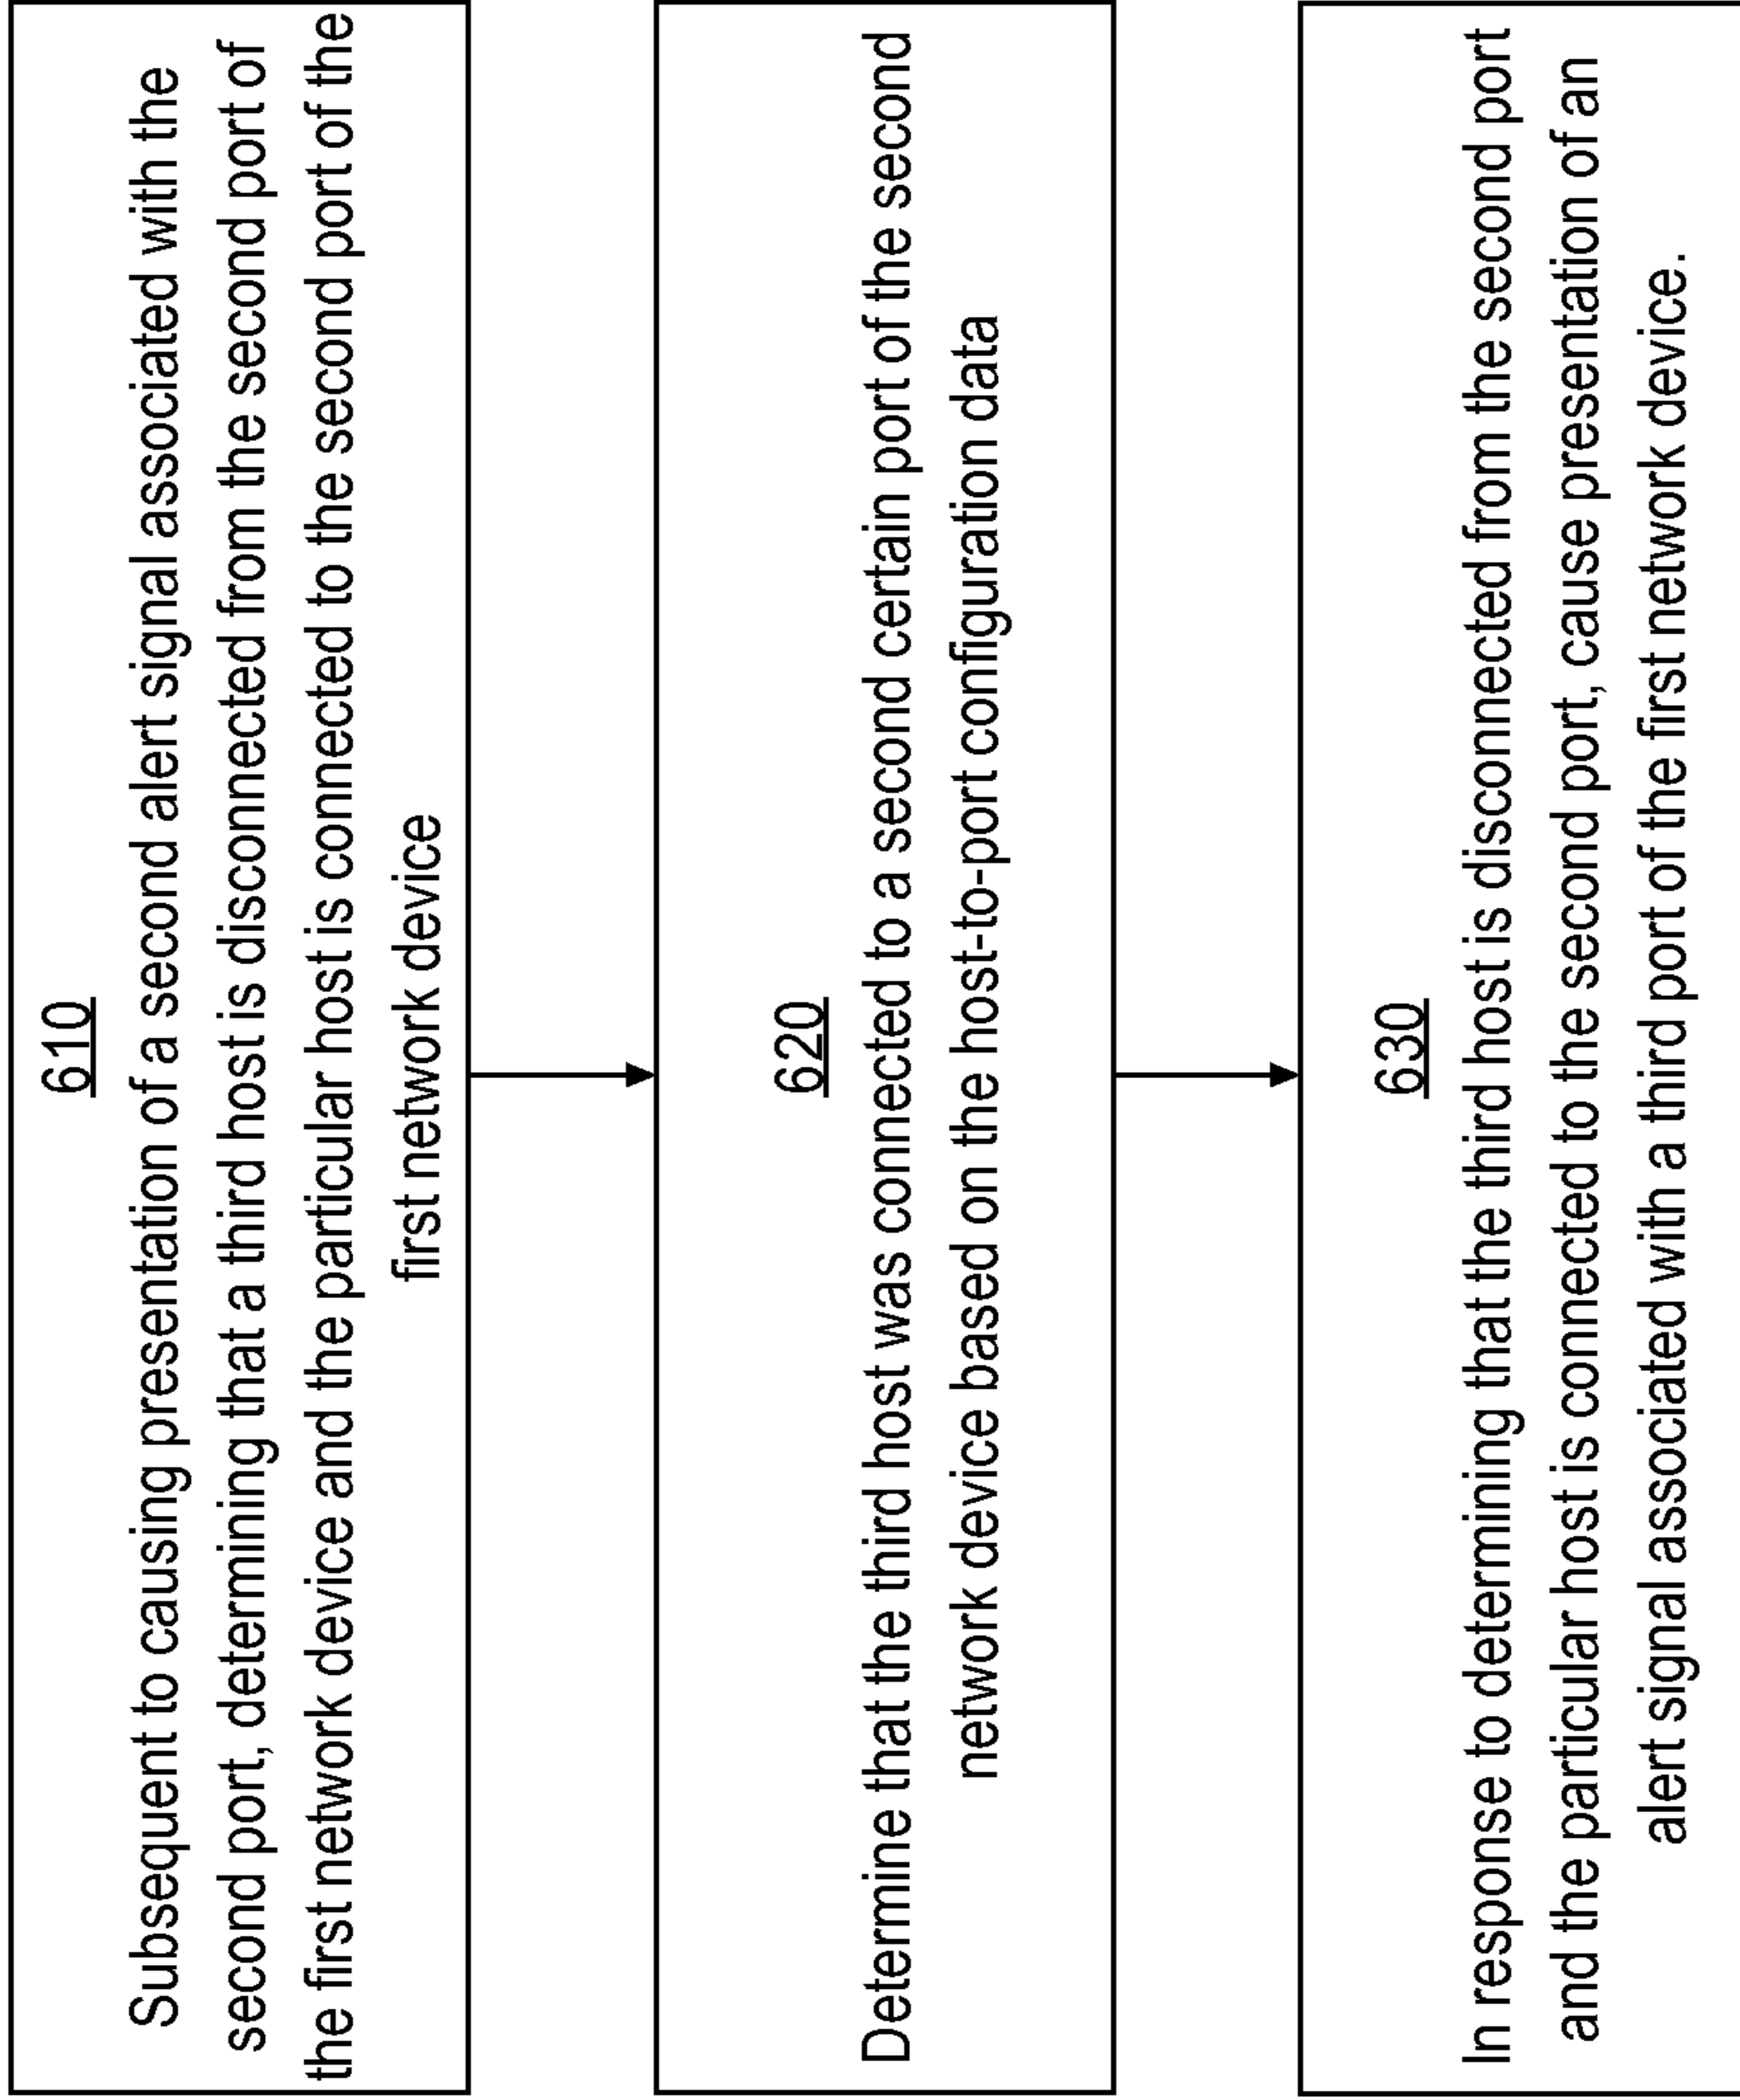 610
Subsequent to causing presentation of a second alert signal associated with the
second port, determining that a third host is disconnected from the second port of
the first network device and the particular host is connected to the second port of the
first network device
620
Determine that the third host was connected to a second certain port of the second
network device based on the host-to-port configuration data
630
In response to determining that the third host is disconnected from the second port
and the particular host is connected to the second port, cause presentation of an
alert signal associated with a third port of the first network device.